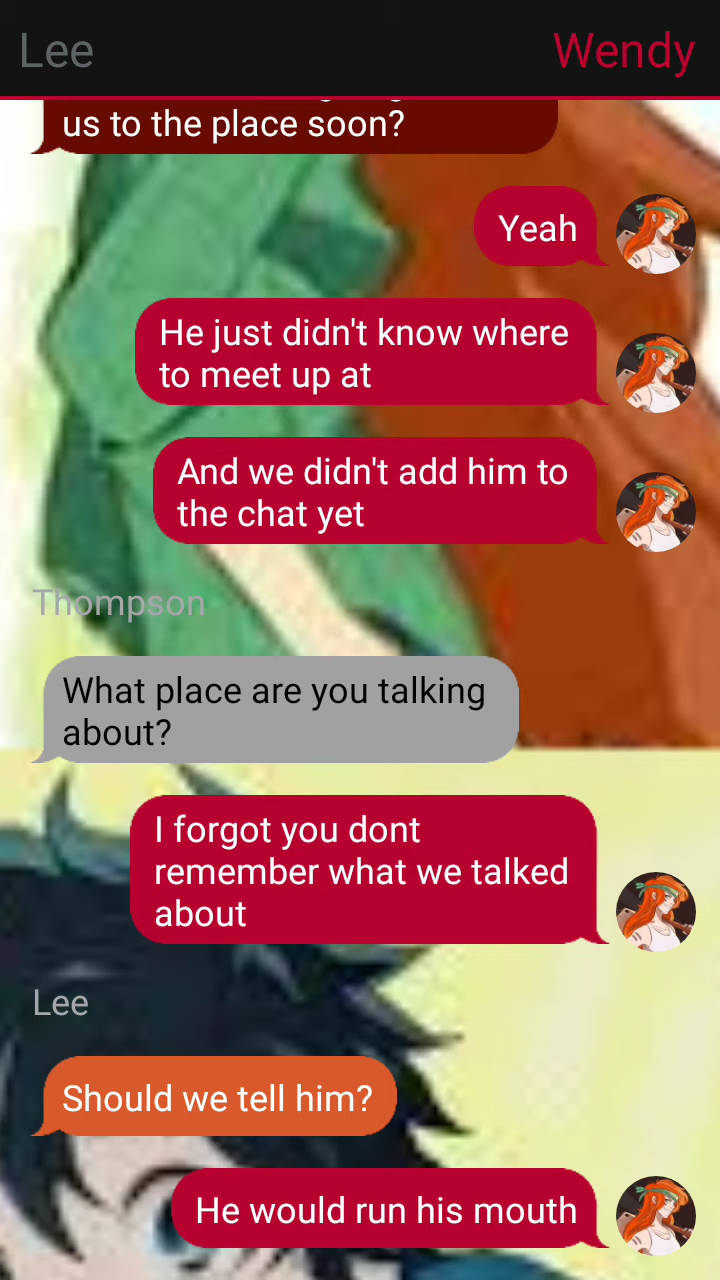 Lee
Wendy
us to the place soon?
Yeah
He just didn't know where
to meet up at
And we didn't add him to
the chat yet
Thompson
What place are you talking
about?
I forgot you dont
remember what we talked
about
Lee
Should we tell him?
He would run his mouth